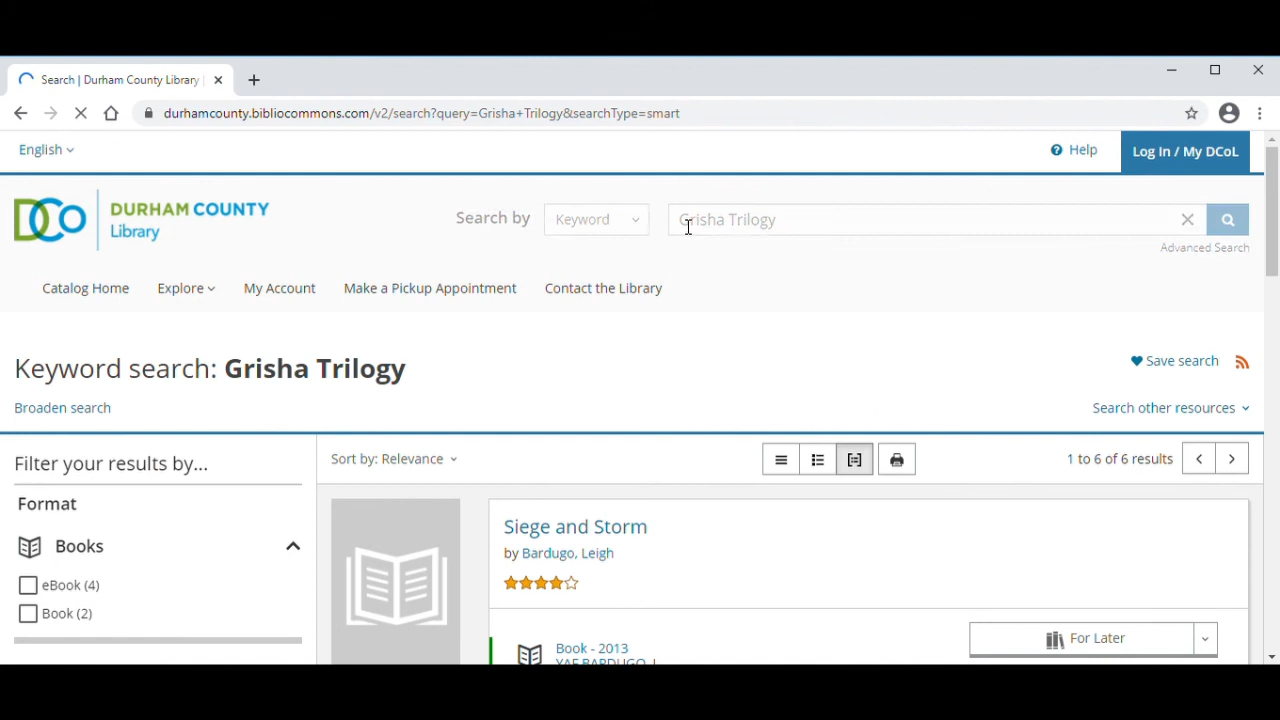 Search | Durham County Library
durhamcounty.bibliocommons.com/v2/search?query=Grisha+Trilogy&searchType=smart
English
Help
Log In / My DCoL
DCO DURHAM COUNTY
Library
Search by
Keyword
Grisha Trilogy
Advanced Search
Catalog Home
Explore
My Account
Make a Pickup Appointment
Contact the Library
Keyword search: Grisha Trilogy
Save search
Broaden search
Search other resources
Filter your results by...
Sort by: Relevance
1 to 6 of 6 results
Format
Books
eBook (4)
Book (2)
Siege and Storm
by Bardugo, Leigh
Book - 2013
YAF BARDUGO, L
For Later